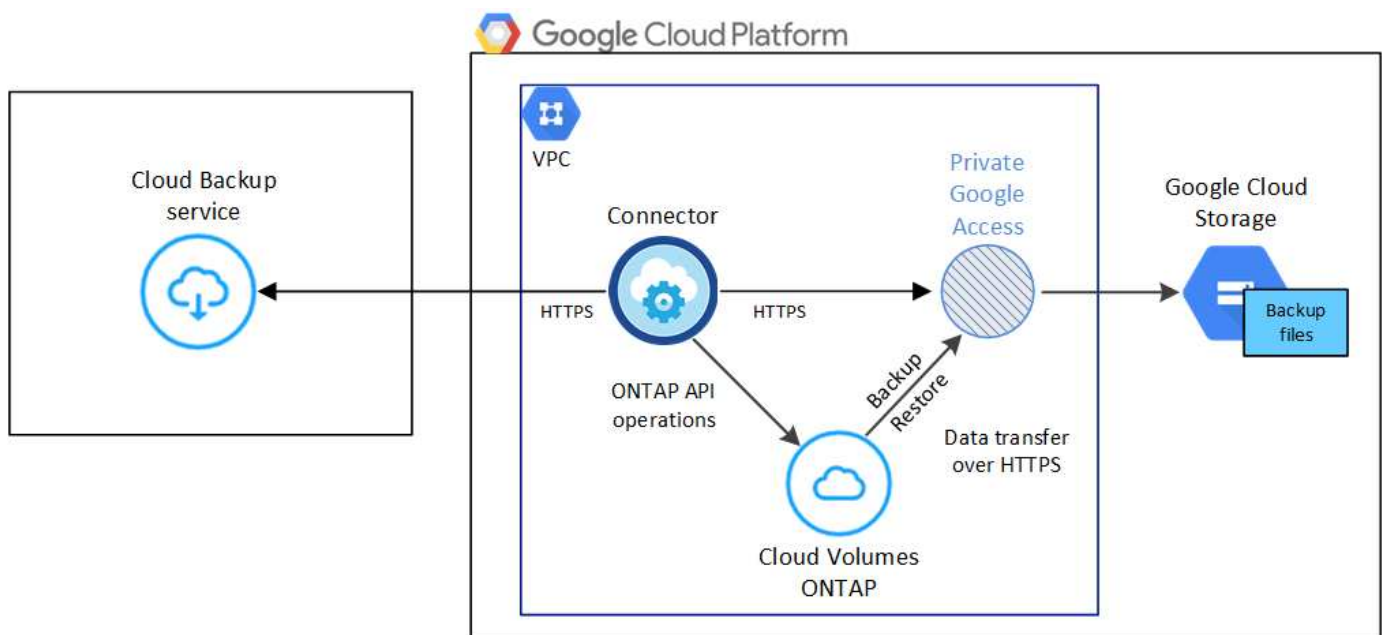 Google Cloud Platform
VPC
Cloud Backup
service
Connector
Private
Google
Access
Google Cloud
Storage
HTTPS
HTTPS
Backup
files
ONTAP API
operations
Backup
Restore
Data transfer
over HTTPS
Cloud Volumes
ONTAP